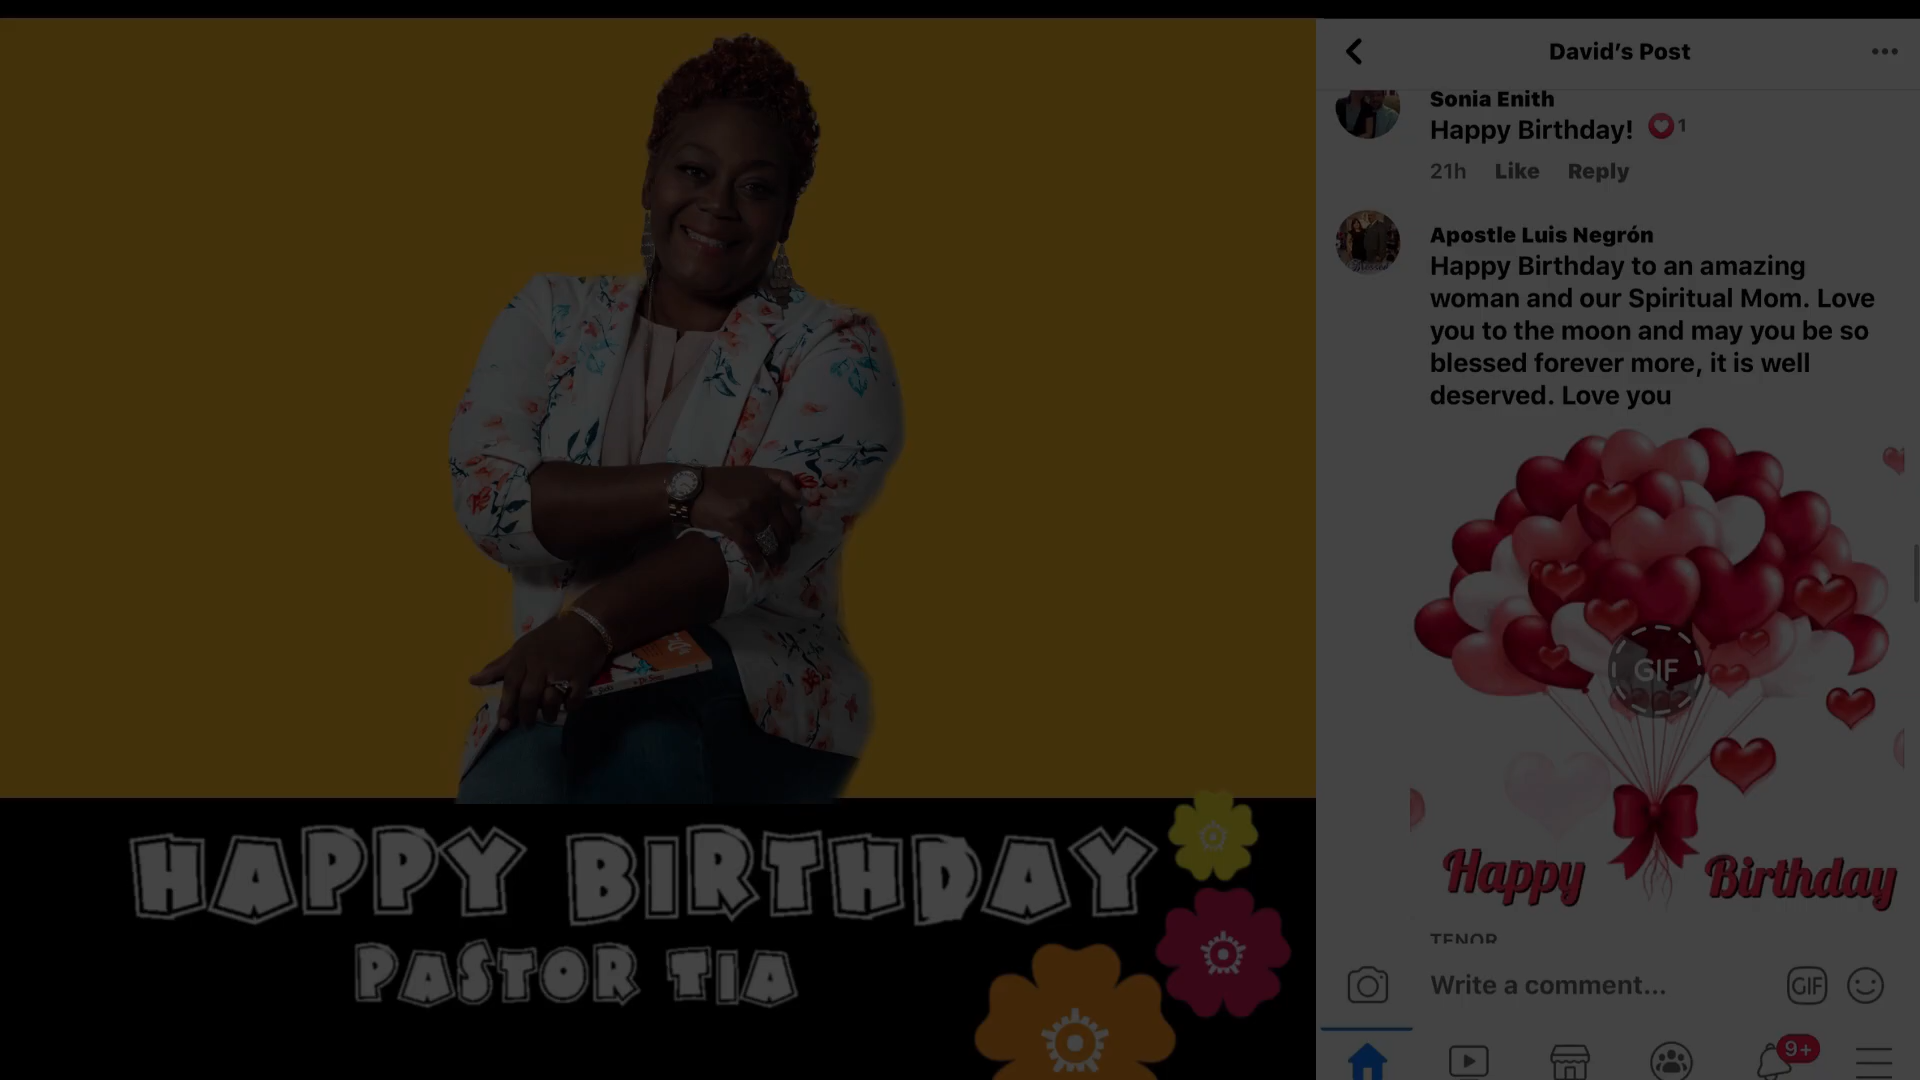 HAPPY BIRTHDAY
PASTOR TIA
David's Post
Sonia Enith
Happy Birthday!
1
21h Like Reply
Apostle Luis Negrón
Happy Birthday to an amazing
woman and our Spiritual Mom. Love
you to the moon and may you be so
blessed forever more, it is well
deserved. Love you
GIF
Happy Birthday
TENOR
Write a comment...
GIF
9+